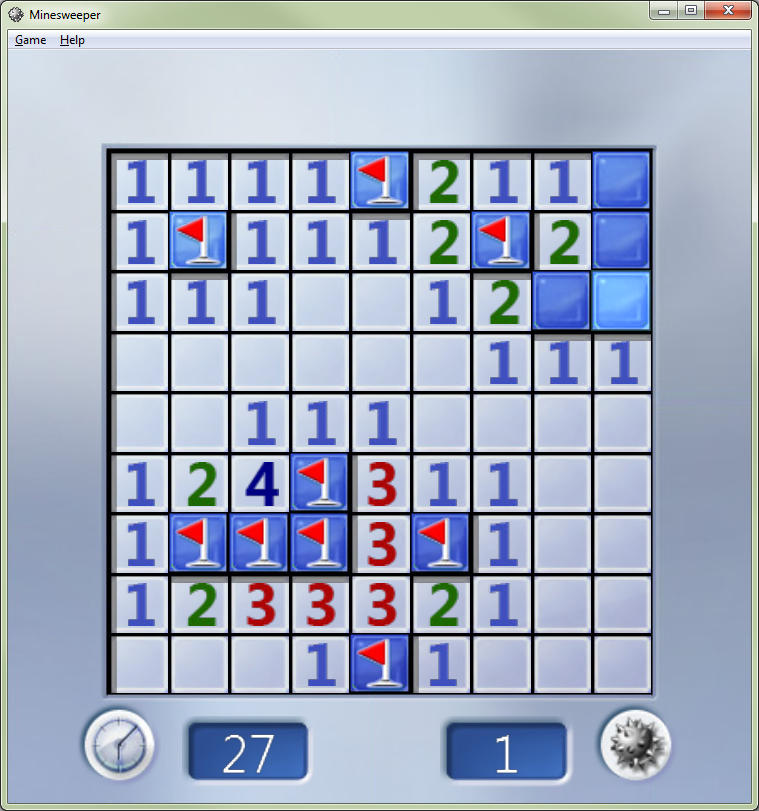 Minesweeper
Game Help
1 1 1 1 2 1 1
1 1 1 1 2 2
1 1 1 1 2
1 1 1
1 1 1
1 2 4 3 1 1
1 3 1
1 2 3 3 3 2 1
1 1
27 1